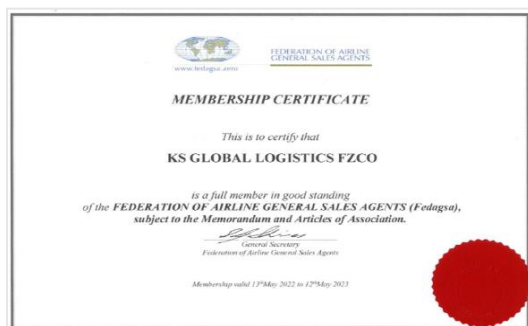 www.fedagsa.aero
FEDERATION OF AIRLINE
GENERAL SALES AGENTS
MEMBERSHIP CERTIFICATE
This is to certify that
KS GLOBAL LOGISTICS FZCO
is a full member in good standing
of the FEDERATION OF AIRLINE GENERAL SALES AGENTS (Fedagsa),
subject to the Memorandum and Articles of Association.
General Secretary
Federation of Airline General Sales Agents
Membership valid 13thMay 2022 to 12thMay 2023